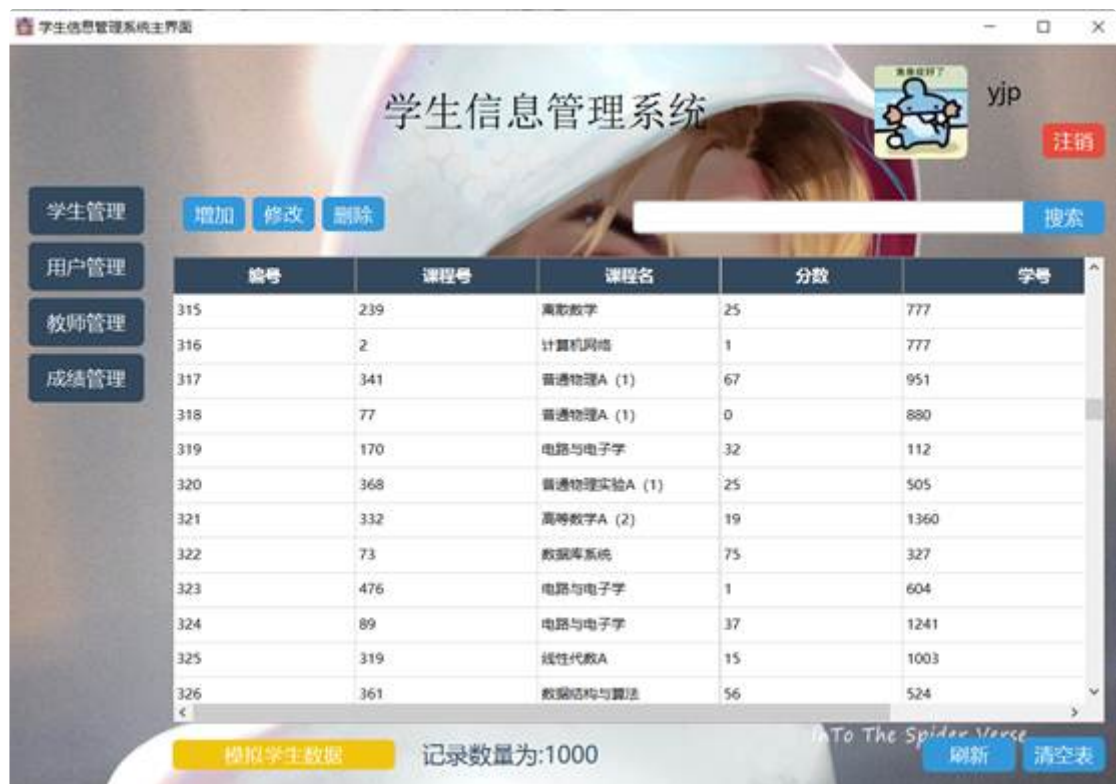 学生信息管理系统主界面
学生信息管理系统
yjp
注销
学生管理
用户管理
教师管理
成绩管理
增加 修改 删除
搜索
编号 课程号 课程名 分数 学号
315 239 离散数学 25 777
316 2 计算机网络 1 777
317 341 普通物理A (1) 67 951
318 77 普通物理A (1) 0 880
319 170 电路与电子学 32 112
320 368 普通物理实验A (1) 25 505
321 332 高等数学A (2) 19 1360
322 73 数据库系统 75 327
323 476 电路与电子学 1 604
324 89 电路与电子学 37 1241
325 319 线性代数A 15 1003
326 361 数据结构与算法 56 524
InTo The Spider Verse
模拟学生数据 记录数量为:1000 刷新 清空表